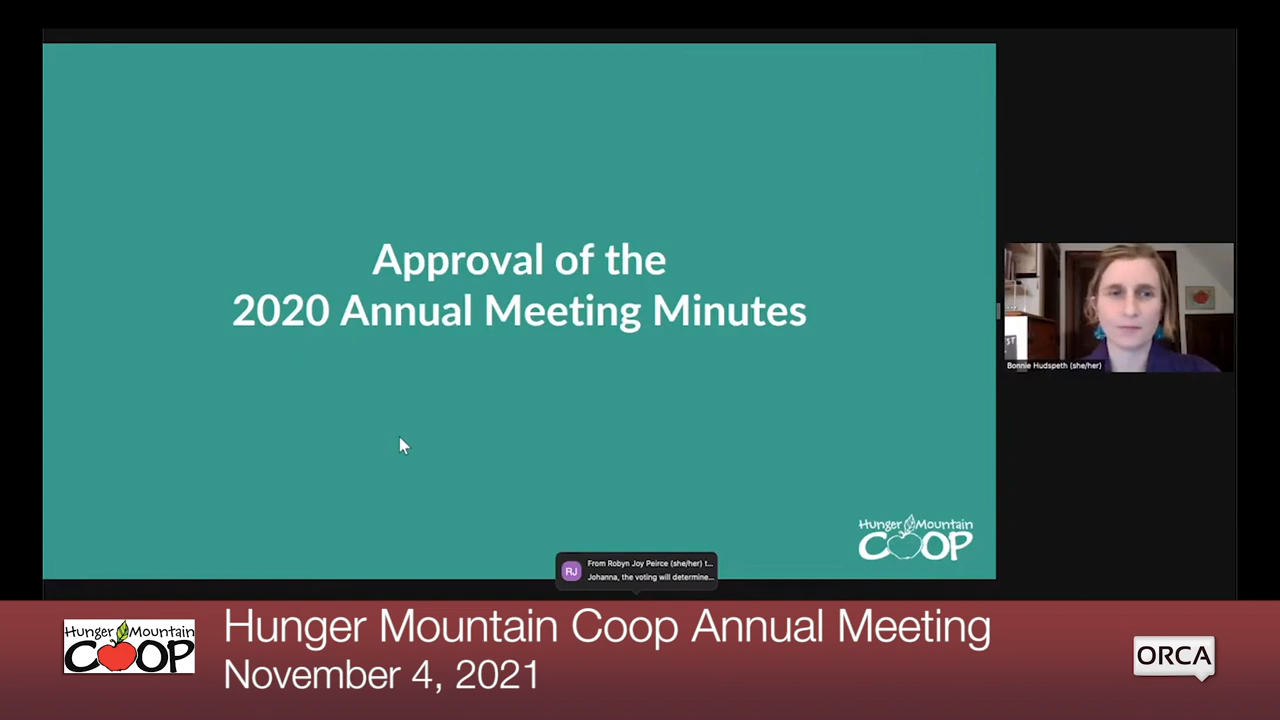 Approval of the
2020 Annual Meeting Minutes
Bonnie Hudspeth (she/her)
Hunger Mountain
COOP
RJ
From Robyn Joy Peirce (she/her) t...
Johanna, the voting will determine...
Hunger Mountain
COOP
Hunger Mountain Coop Annual Meeting
November 4, 2021
ORCA